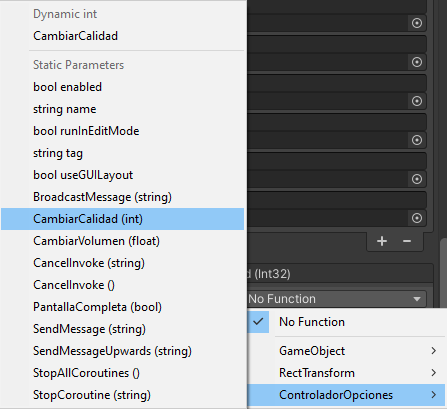 Dynamic int
CambiarCalidad
Static Parameters
bool enabled
string name
bool runInEditMode
string tag
bool useGUILayout
BroadcastMessage (string)
CambiarCalidad (int)
CambiarVolumen (float)
CancelInvoke (string)
CancelInvoke ()
PantallaCompleta (bool)
SendMessage (string)
SendMessageUpwards (string)
StopAllCoroutines ()
StopCoroutine (string)
(Int32)
No Function
No Function
GameObject
RectTransform
ControladorOpciones